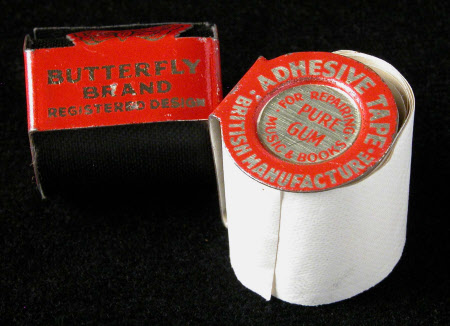 BUTTERFLY
BRAND
REGISTERED DESIGN
ADHESIVE TAPE
FOR REPAIRING
PURE
GUM
MUSIC & BOOKS
BRITISH MANUFACTURE